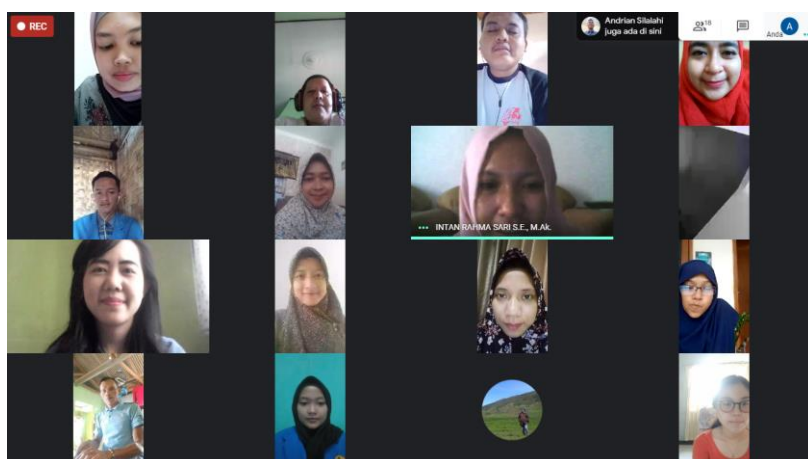 REC
Andrian Silalahi
juga ada di sini
18
A
Anda
INTAN RAHMA SARI S.E., M.Ak.